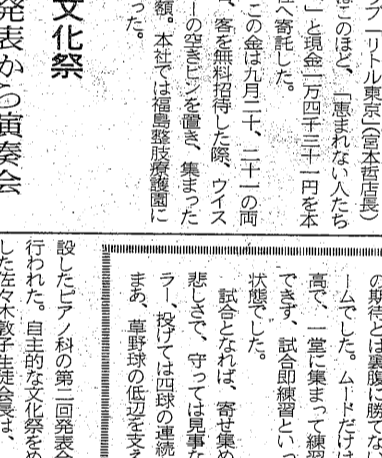 ブ「リトル東京」（宮本哲店長）
はこのほど、「恵まれない人たち
」と現金一万四千三十一円を本
社へ寄託した。
この金は九月二十、二十一の両
、客を無料招待した際、ウイス
ーの空きビンを置き、集まった
額。本社では福島整肢療護園に
った。
文化祭
発表から演奏会
の期待とは裏腹に勝てない
ームでした。ムードだけは
高で、一堂に集まって練習
できず、試合即練習といっ
状態でした。
試合となれば、寄せ集め
悲しさで、守っては見事な
ラー、投げては四球の連続
まあ、草野球の低辺を支え
設したピアノ科の第二回発表会
行われた。自主的な文化祭をめ
した佐々木敦子生徒会長は、